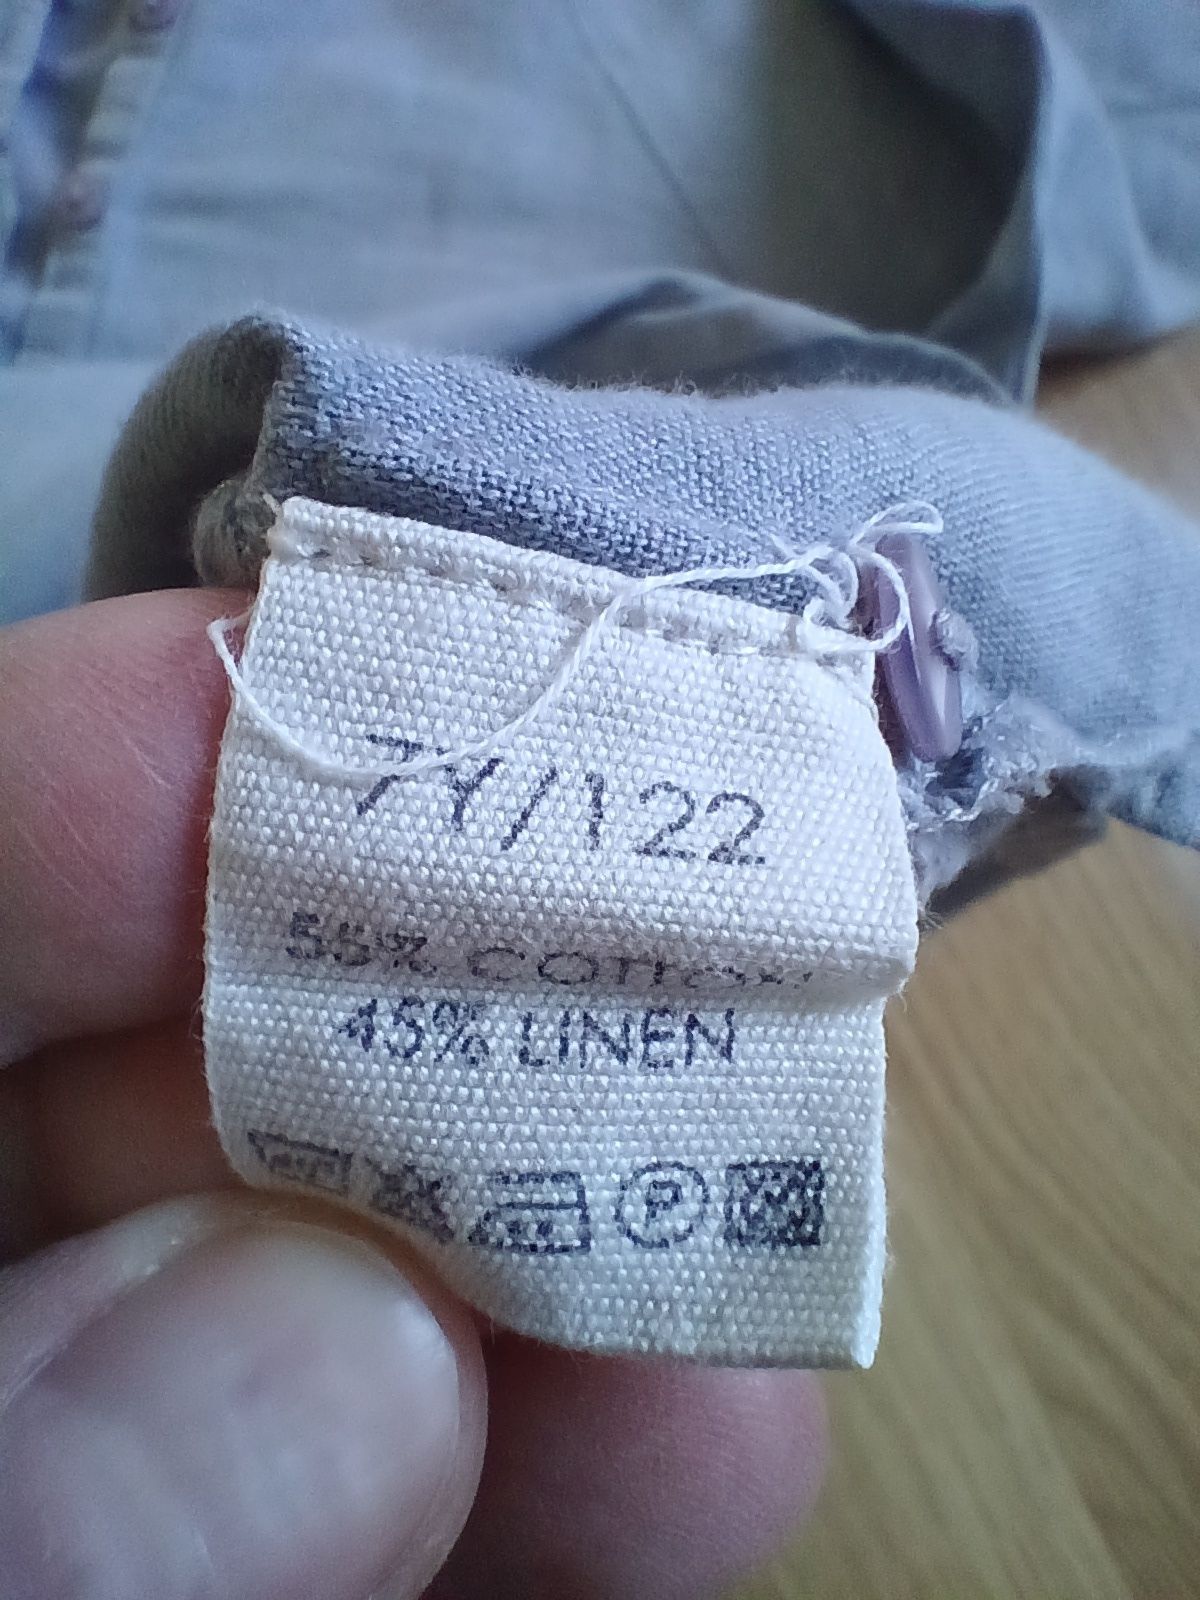 7Y/122
55% COTTON
45% LINEN
P